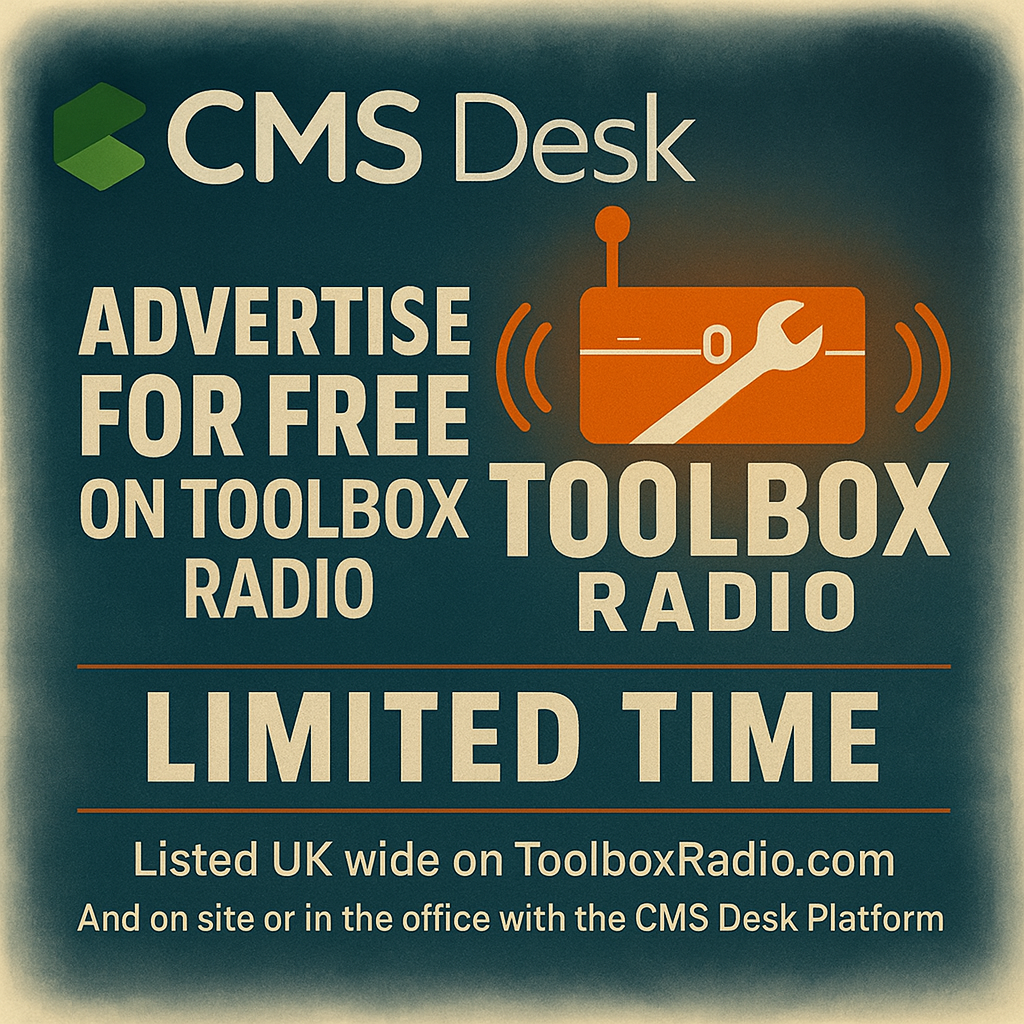 CMS Desk
ADVERTISE
FOR FREE
ON TOOLBOX
RADIO
TOOLBOX
RADIO
LIMITED TIME
Listed UK wide on ToolboxRadio.com
And on site or in the office with the CMS Desk Platform